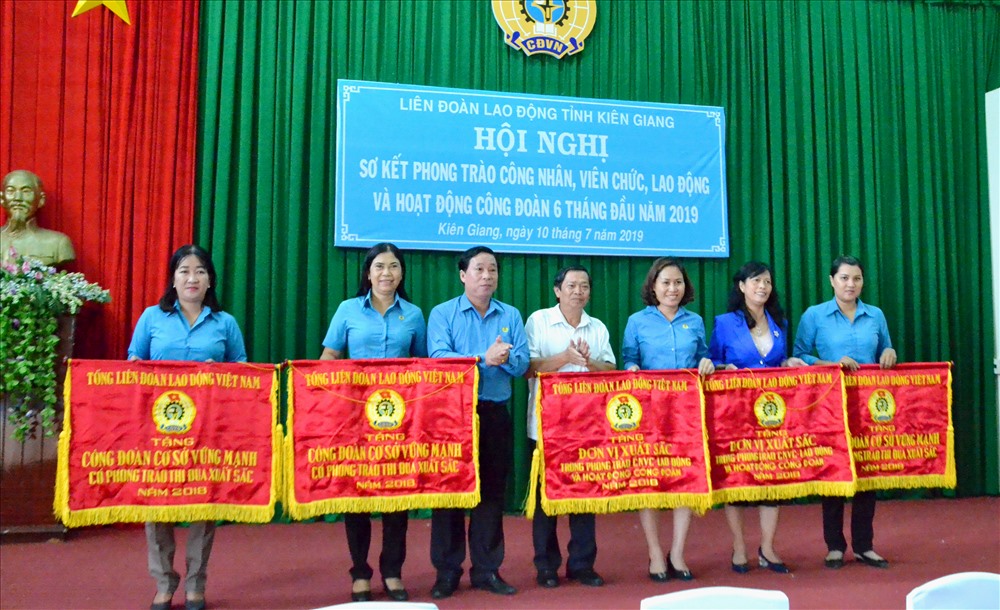 CĐVN
LIÊN ĐOÀN LAO ĐỘNG TỈNH KIÊN GIANG
HỘI NGHỊ
SƠ KẾT PHONG TRÀO CÔNG NHÂN, VIÊN CHỨC, LAO ĐỘNG
VÀ HOẠT ĐỘNG CÔNG ĐOÀN 6 THÁNG ĐẦU NĂM 2019
Kiên Giang, ngày 10 tháng 7 năm 2019
TỔNG LIÊN ĐOÀN LAO ĐỘNG VIỆT NAM
TẶNG
CÔNG ĐOÀN CƠ SỞ VỮNG MẠNH
CÓ PHONG TRÀO THI ĐUA XUẤT SẮC
NĂM 2018
TỔNG LIÊN ĐOÀN LAO ĐỘNG VIỆT NAM
TẶNG
CÔNG ĐOÀN CƠ SỞ VỮNG MẠNH
CÓ PHONG TRÀO THI ĐUA XUẤT SẮC
NĂM 2018
TỔNG LIÊN ĐOÀN LAO ĐỘNG VIỆT NAM
TẶNG
ĐƠN VỊ XUẤT SẮC
TRONG PHONG TRÀO CNVC-LAO ĐỘNG
VÀ HOẠT ĐỘNG CÔNG ĐOÀN
NĂM 2018
TỔNG LIÊN ĐOÀN LAO ĐỘNG VIỆT NAM
TẶNG
ĐƠN VỊ XUẤT SẮC
TRONG PHONG TRÀO CNVC-LAO ĐỘNG
VÀ HOẠT ĐỘNG CÔNG ĐOÀN
NĂM 2018
ĐOÀN LAO ĐỘNG VIỆT NAM
TẶNG
ĐOÀN CƠ SỞ VỮNG MẠNH
TRÀO THI ĐUA XUẤT SẮC
NĂM 2018